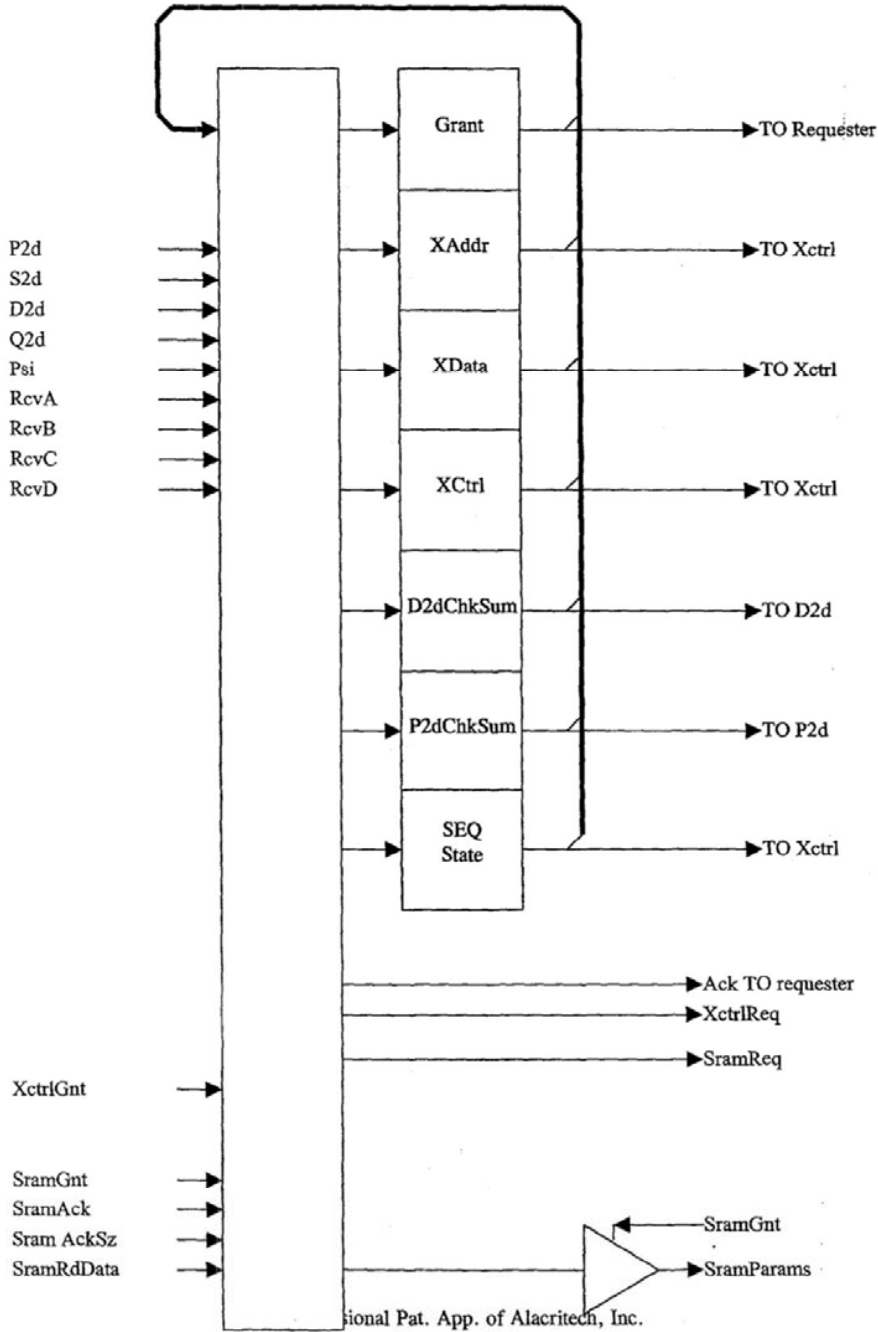 Grant
TO Requester
P2d
XAddr
TO Xctrl
S2d
D2d
Q2d
Psi
XData
TO Xctrl
RcvA
RcvB
RcvC
RcvD
XCtrl
TO Xctrl
D2dChkSum
TO D2d
P2dChkSum
TO P2d
SEQ
State
TO Xctrl
Ack TO requester
XctrlReq
SramReq
XctrlGnt
SramGnt
SramAck
SramGnt
Sram AckSz
SramRdData
SramParams
sional Pat. App. of Alacritech, Inc.